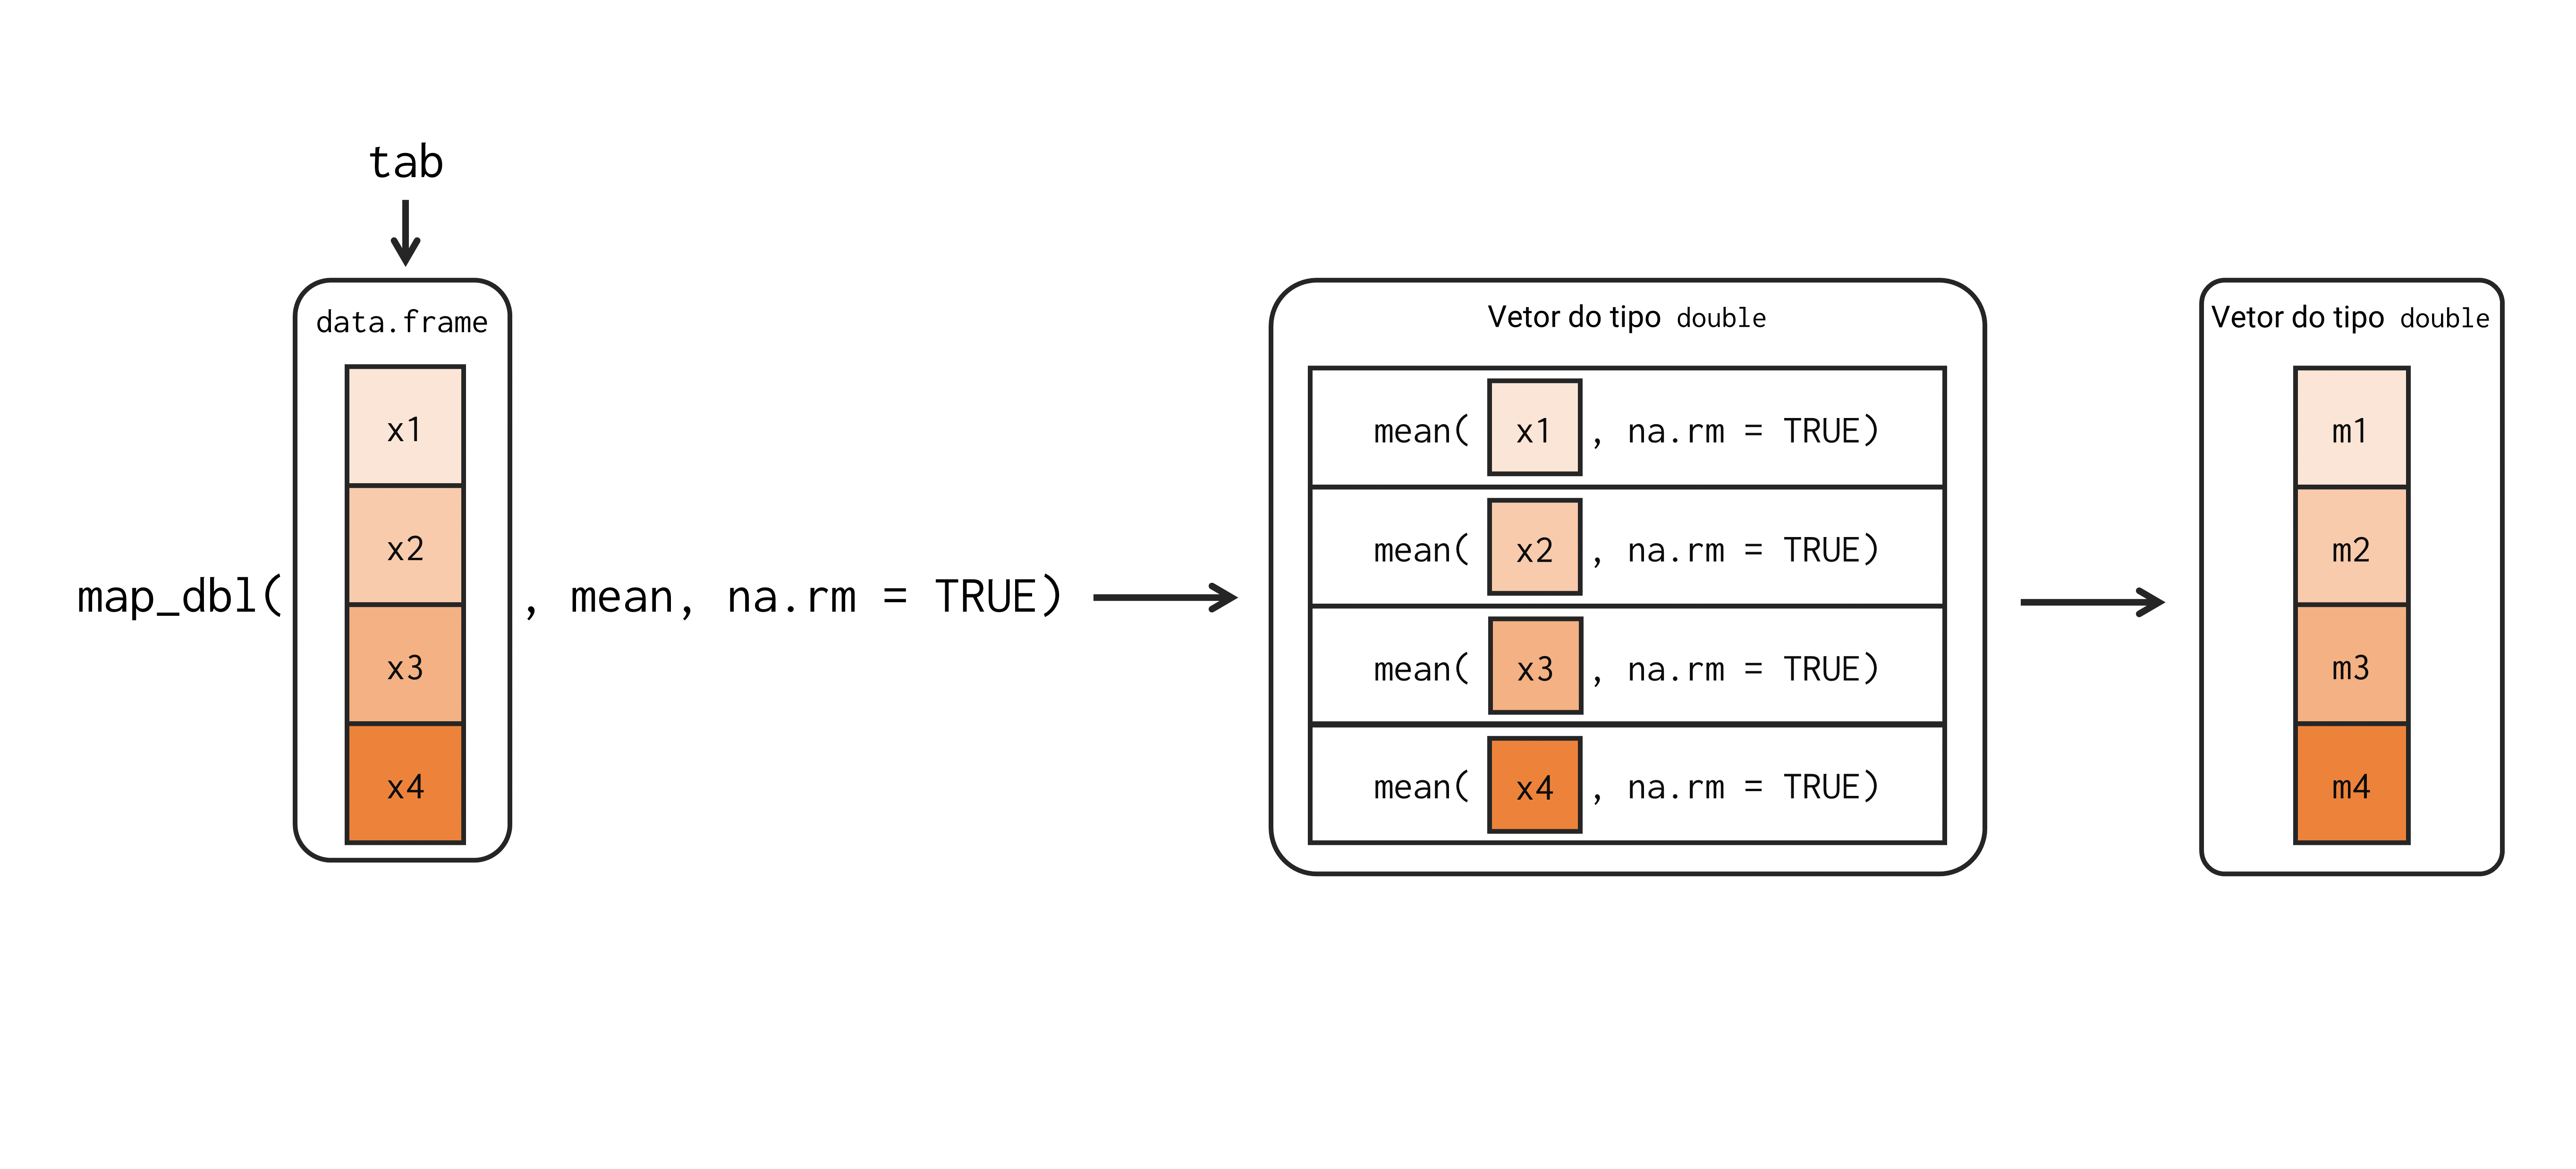 tab
data.frame
x1
x2
x3
x4
map_dbl( , mean, na.rm = TRUE)
Vetor do tipo double
mean( x1 , na.rm = TRUE)
mean( x2 , na.rm = TRUE)
mean( x3 , na.rm = TRUE)
mean( x4 , na.rm = TRUE)
Vetor do tipo double
m1
m2
m3
m4